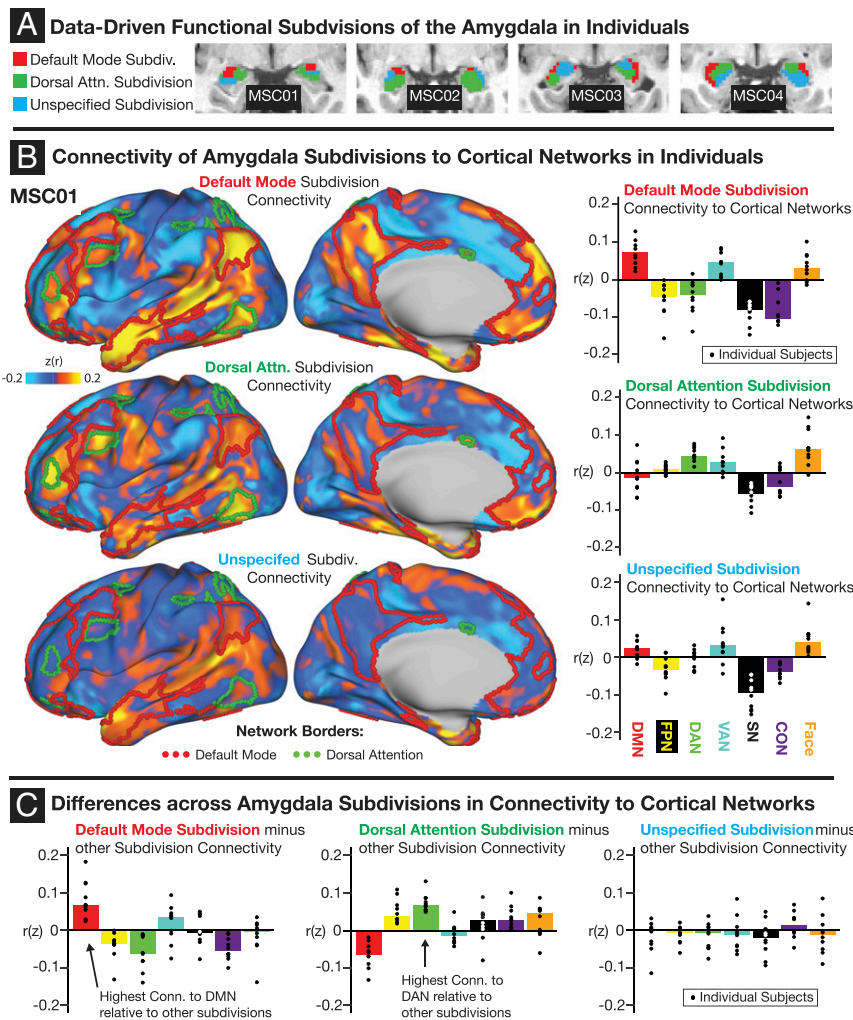 A Data-Driven Functional Subdvisions of the Amygdala in Individuals
Default Mode Subdiv.
Dorsal Attn. Subdivision
Unspecified Subdivision
MSC01
MSC02
MSC03
MSC04
B Connectivity of Amygdala Subdivisions to Cortical Networks in Individuals
MSC01
Default Mode Subdivision
Connectivity
z(r)
-0.2
0.2
Dorsal Attn. Subdivision
Connectivity
Unspecifed Subdiv.
Connectivity
Network Borders:
Default Mode
Dorsal Attention
Default Mode Subdivision
Connectivity to Cortical Networks
0.2
0.1
r(z)
0
-0.1
-0.2
Individual Subjects
Dorsal Attention Subdivision
Connectivity to Cortical Networks
0.2
0.1
r(z)
0
-0.1
-0.2
Unspecified Subdivision
Connectivity to Cortical Networks
0.2
0.1
r(z)
0
-0.1
-0.2
DMN
FPN
DAN
VAN
SN
CON
Face
C Differences across Amygdala Subdivisions in Connectivity to Cortical Networks
Default Mode Subdivision minus
other Subdivision Connectivity
0.2
0.1
r(z)
0
-0.1
-0.2
Highest Conn. to DMN
relative to other subdivisions
Dorsal Attention Subdivision minus
other Subdivision Connectivity
0.2
0.1
r(z)
0
-0.1
-0.2
Highest Conn. to
DAN relative to
other subdivisions
Unspecified Subdivision minus
other Subdivision Connectivity
0.2
0.1
r(z)
0
-0.1
-0.2
Individual Subjects